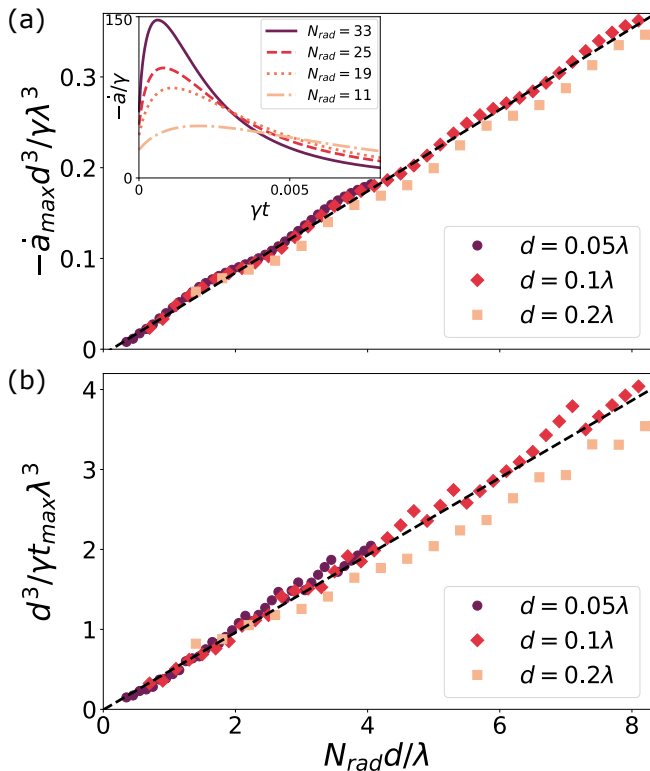 (a)
−ȧ_max d³/γλ³
0.3
0.2
0.1
0
150
0
−ȧ/γ
0
0.005
γt
N_rad = 33
N_rad = 25
N_rad = 19
N_rad = 11
d = 0.05λ
d = 0.1λ
d = 0.2λ
(b)
d³/γt_max λ³
4
3
2
1
0
d = 0.05λ
d = 0.1λ
d = 0.2λ
0
2
4
6
8
N_rad d/λ